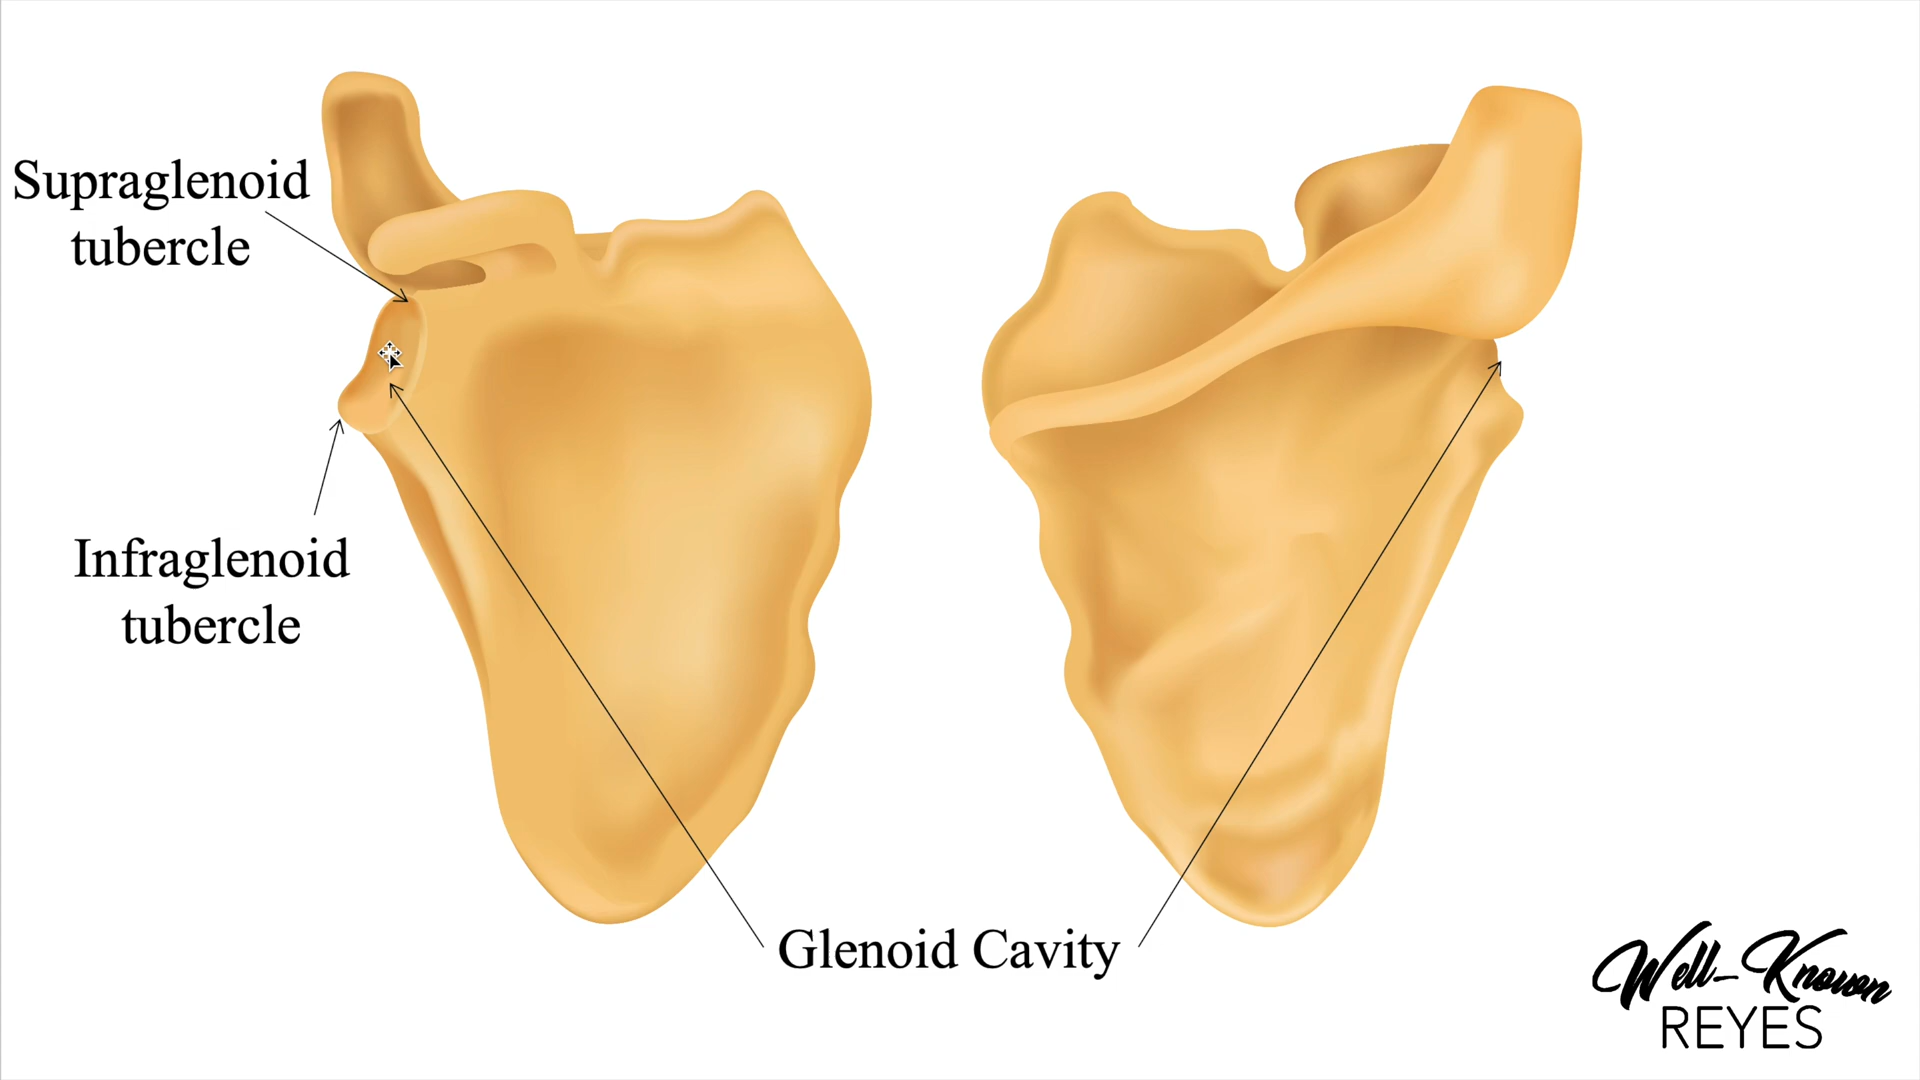 Supraglenoid
tubercle
Infraglenoid
tubercle
Glenoid Cavity
Well-Known
REYES